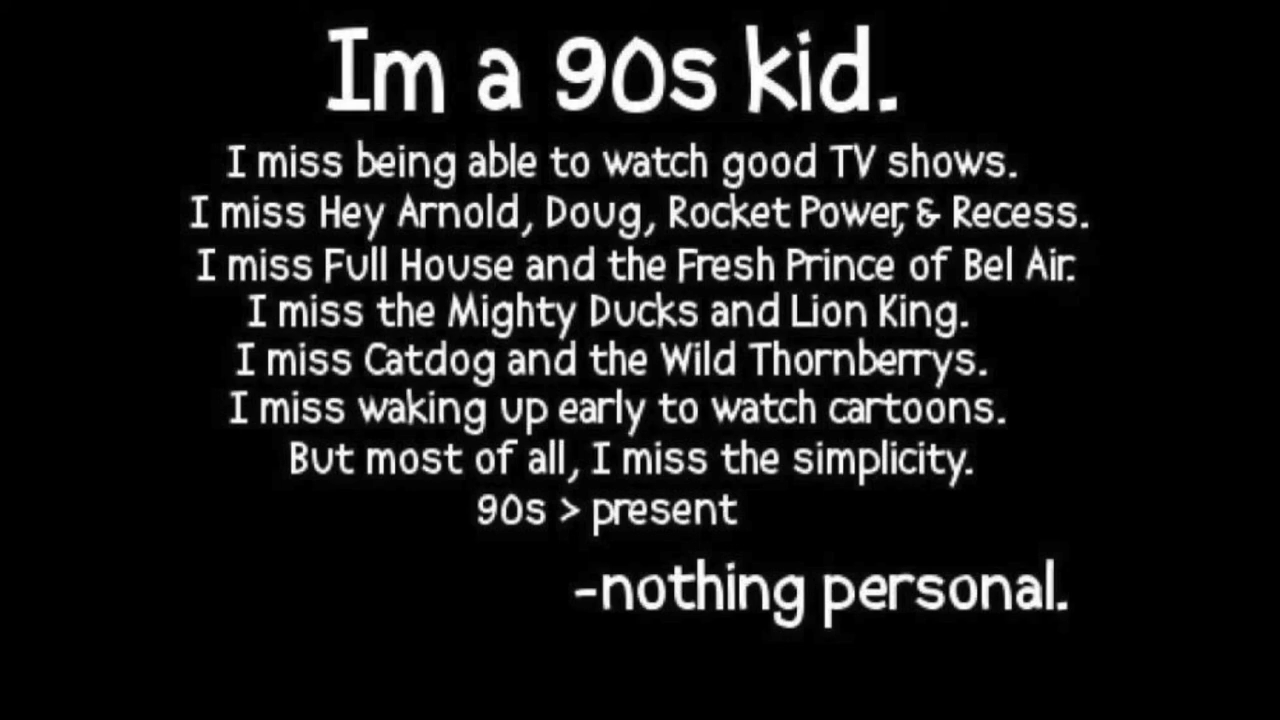 Im a 90s kid.
I miss being able to watch good TV shows.
I miss Hey Arnold, Doug, Rocket Power, & Recess.
I miss Full House and the Fresh Prince of Bel Air.
I miss the Mighty Ducks and Lion King.
I miss Catdog and the Wild Thornberrys.
I miss waking up early to watch cartoons.
But most of all, I miss the simplicity.
90s > present
-nothing personal.